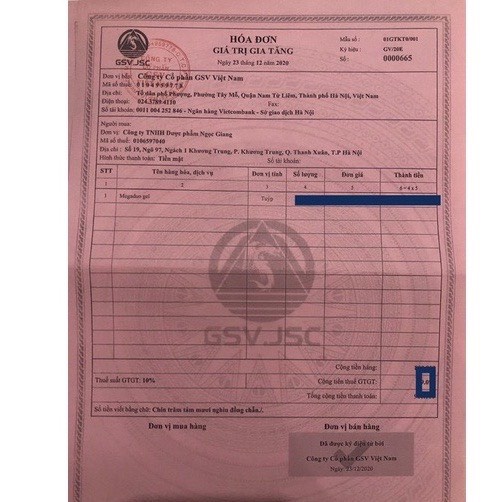 HÓA ĐƠN
GIÁ TRỊ GIA TĂNG
Ngày 23 tháng 12 năm 2020
Mẫu số: 01GTKT0/001
Ký hiệu: GV/20E
Số: 0000665
GSV.JSC
Đơn vị bán: Công ty Cổ phần GSV Việt Nam
Mã số thuế:
Địa chỉ: Tổ dân phố Phượng, Phường Tây Mỗ, Quận Nam Từ Liêm, Thành phố Hà Nội, Việt Nam
Điện thoại: 024.3789.4110 Fax:
Số tài khoản: 0011 004 252 846 - Ngân hàng Vietcombank - Sở giao dịch Hà Nội
Người mua:
Đơn vị: Công ty TNHH Dược phẩm Ngọc Giang
Mã số thuế: 0106597040
Địa chỉ: Số 19, Ngõ 97, Ngách 1 Khương Trung, P. Khương Trung, Q. Thanh Xuân, T.P Hà Nội
Hình thức thanh toán: Tiền mặt Số tài khoản:
STT Tên hàng hóa, dịch vụ Đơn vị tính Số lượng Đơn giá Thành tiền
1 2 3 4 5 6 = 4 x 5
1 Megaduo gel Tuýp
GSV.JSC
Cộng tiền hàng:
Thuế suất GTGT: 10% Cộng tiền thuế GTGT:
Tổng cộng tiền thanh toán:
Số tiền viết bằng chữ: Chín trăm tám mươi nghìn đồng chẵn./.
Đơn vị mua hàng Đơn vị bán hàng
Đã được ký điện tử bởi
Công ty Cổ phần GSV Việt Nam
Ngày: 23/12/2020